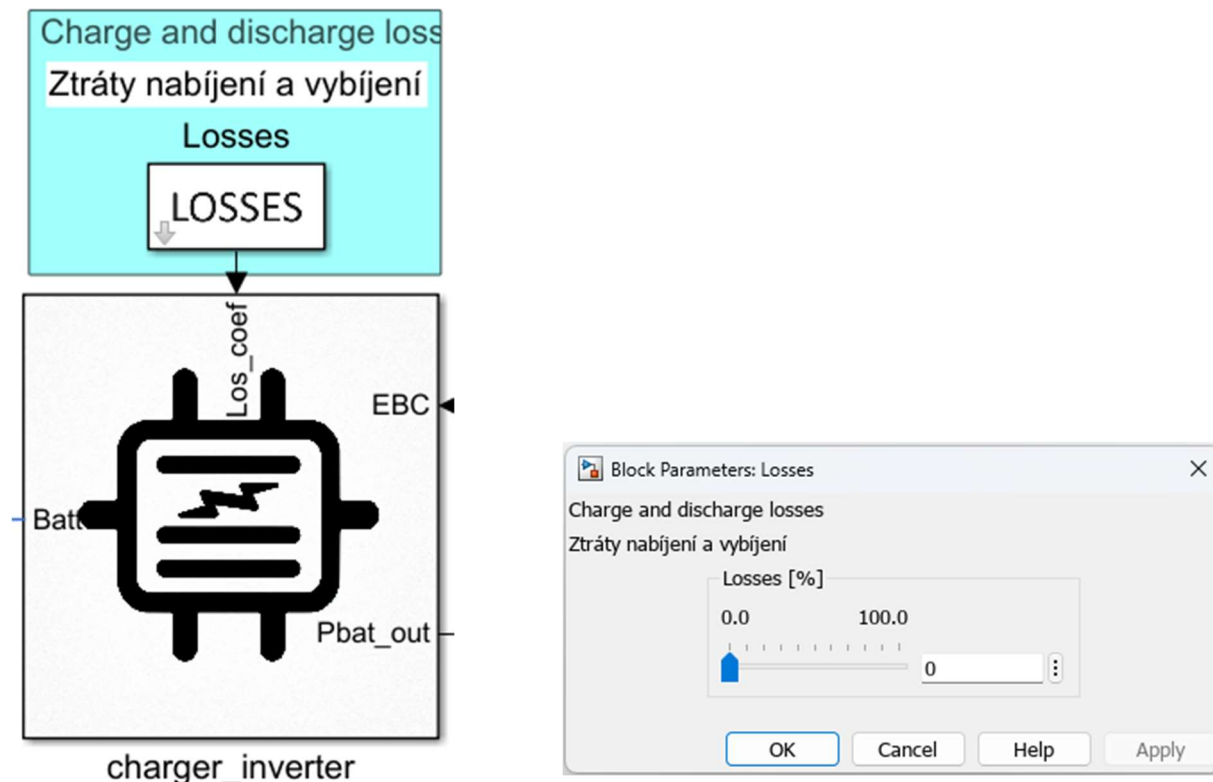 Charge and discharge loss
Ztráty nabíjení a vybíjení
Losses
LOSSES
Los_coef
EBC
Batt
Pbat_out
charger_inverter
Block Parameters: Losses
Charge and discharge losses
Ztráty nabíjení a vybíjení
Losses [%]
0.0 100.0
0
OK Cancel Help Apply